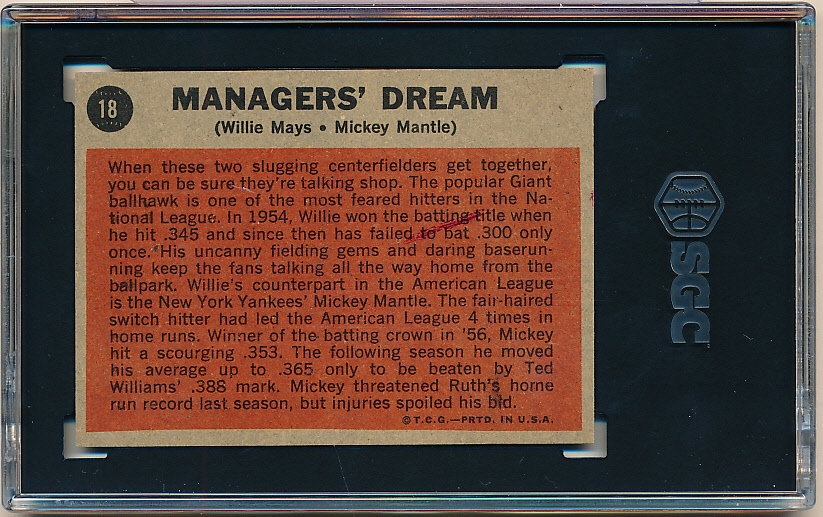 18
MANAGERS' DREAM
(Willie Mays • Mickey Mantle)
When these two slugging centerfielders get together,
you can be sure they're talking shop. The popular Giant
ballhawk is one of the most feared hitters in the Na-
tional League. In 1954, Willie won the batting title when
he hit .345 and since then has failed to bat .300 only
once. His uncanny fielding gems and daring baserun-
ning keep the fans talking all the way home from the
ballpark. Willie's counterpart in the American League
is the New York Yankees' Mickey Mantle. The fair-haired
switch hitter had led the American League 4 times in
home runs. Winner of the batting crown in '56, Mickey
hit a scourging .353. The following season he moved
his average up to .365 only to be beaten by Ted
Williams' .388 mark. Mickey threatened Ruth's home
run record last season, but injuries spoiled his bid.
©T.C.G.—PRTD. IN U.S.A.
SGC